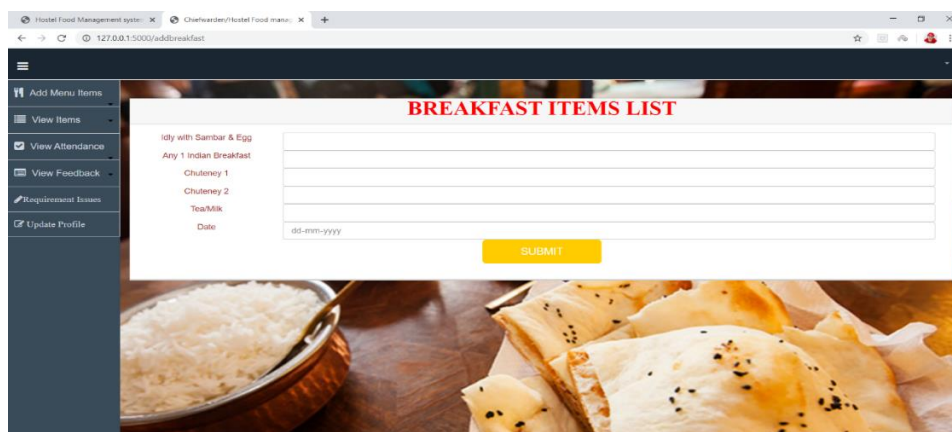 Hostel Food Management system
Chiefwarden/Hostel Food mana
127.0.0.1:5000/addbreakfast
Add Menu Items
View Items
View Attendance
View Feedback
Requirement Issues
Update Profile
BREAKFAST ITEMS LIST
Idly with Sambar & Egg
Any 1 Indian Breakfast
Chuteney 1
Chuteney 2
Tea/Milk
Date
dd-mm-yyyy
SUBMIT